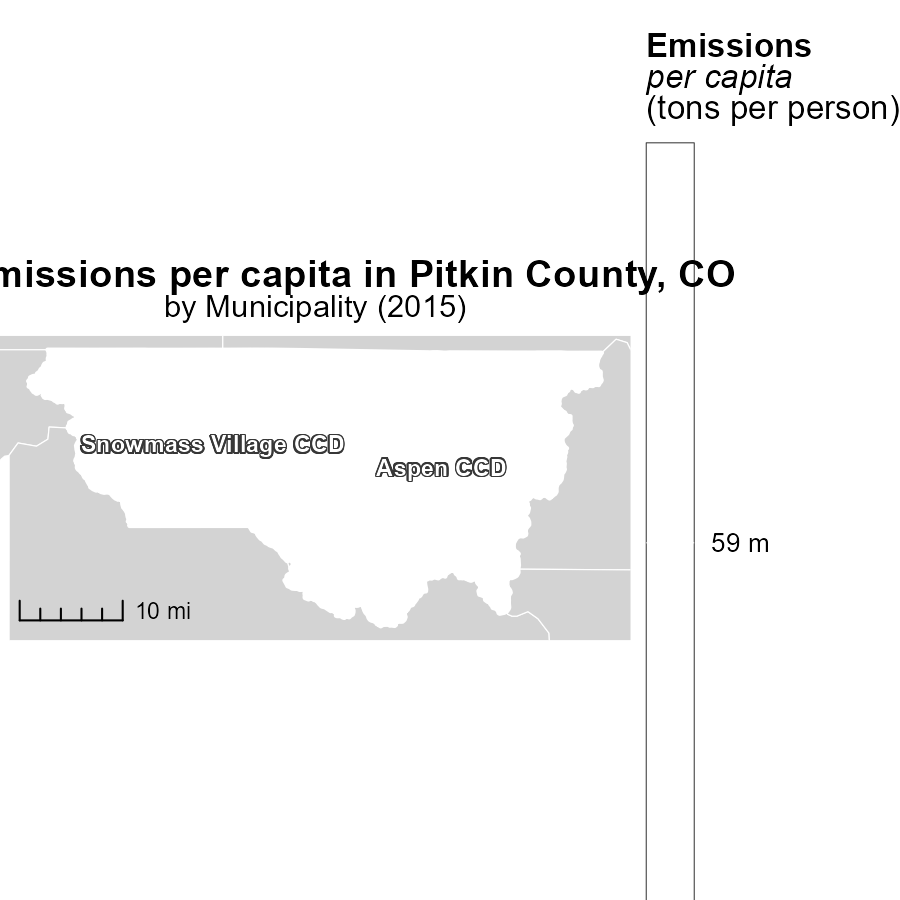 Emissions
per capita
(tons per person)
missions per capita in Pitkin County, CO
by Municipality (2015)
Snowmass Village CCD
Aspen CCD
59 m
10 mi